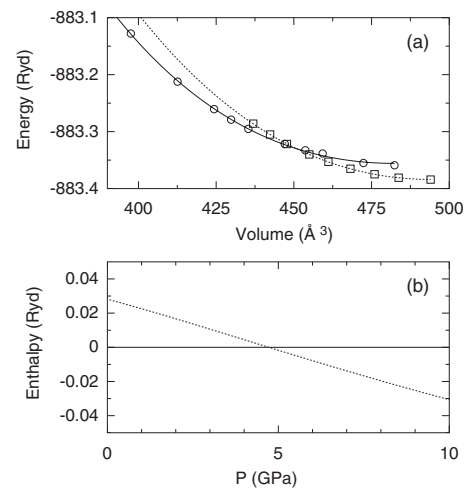 -883.1
(a)
-883.2
Energy (Ryd)
-883.3
-883.4
400 425 450 475 500
Volume (Å ³)
0.04
(b)
0.02
Enthalpy (Ryd)
0
-0.02
-0.04
0 5 10
P (GPa)